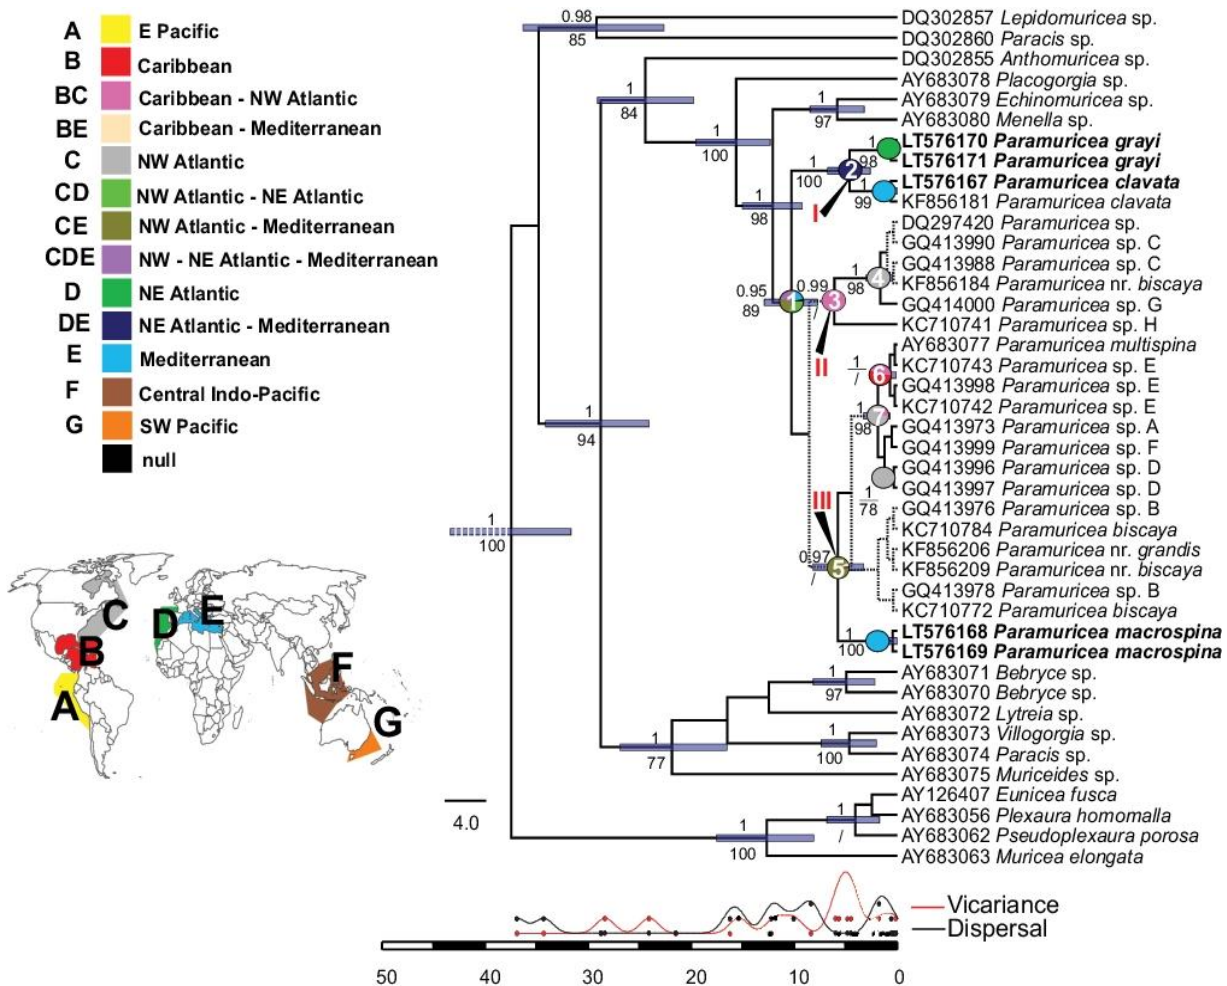 A E Pacific
B Caribbean
BC Caribbean - NW Atlantic
BE Caribbean - Mediterranean
C NW Atlantic
CD NW Atlantic - NE Atlantic
CE NW Atlantic - Mediterranean
CDE NW - NE Atlantic - Mediterranean
D NE Atlantic
DE NE Atlantic - Mediterranean
E Mediterranean
F Central Indo-Pacific
G SW Pacific
null
A
B
C
D
E
F
G
0.98
85
1
84
1
100
1
97
1
98
1
100
1
98
1
99
2
I
0.95
89
1
0.99
/
3
II
1
98
4
1
/
6
1
98
7
III
1
78
0.97
/
5
100
1
94
1
100
1
77
1
97
1
100
1
/
1
100
4.0
DQ302857 Lepidomuricea sp.
DQ302860 Paracis sp.
DQ302855 Anthomuricea sp.
AY683078 Placogorgia sp.
AY683079 Echinomuricea sp.
AY683080 Menella sp.
LT576170 Paramuricea grayi
LT576171 Paramuricea grayi
LT576167 Paramuricea clavata
KF856181 Paramuricea clavata
DQ297420 Paramuricea sp.
GQ413990 Paramuricea sp. C
GQ413988 Paramuricea sp. C
KF856184 Paramuricea nr. biscaya
GQ414000 Paramuricea sp. G
KC710741 Paramuricea sp. H
AY683077 Paramuricea multispina
KC710743 Paramuricea sp. E
GQ413998 Paramuricea sp. E
KC710742 Paramuricea sp. E
GQ413973 Paramuricea sp. A
GQ413999 Paramuricea sp. F
GQ413996 Paramuricea sp. D
GQ413997 Paramuricea sp. D
GQ413976 Paramuricea sp. B
KC710784 Paramuricea biscaya
KF856206 Paramuricea nr. grandis
KF856209 Paramuricea nr. biscaya
GQ413978 Paramuricea sp. B
KC710772 Paramuricea biscaya
LT576168 Paramuricea macrospina
LT576169 Paramuricea macrospina
AY683071 Bebryce sp.
AY683070 Bebryce sp.
AY683072 Lytreia sp.
AY683073 Villogorgia sp.
AY683074 Paracis sp.
AY683075 Muriceides sp.
AY126407 Eunicea fusca
AY683056 Plexaura homomalla
AY683062 Pseudoplexaura porosa
AY683063 Muricea elongata
Vicariance
Dispersal
50 40 30 20 10 0